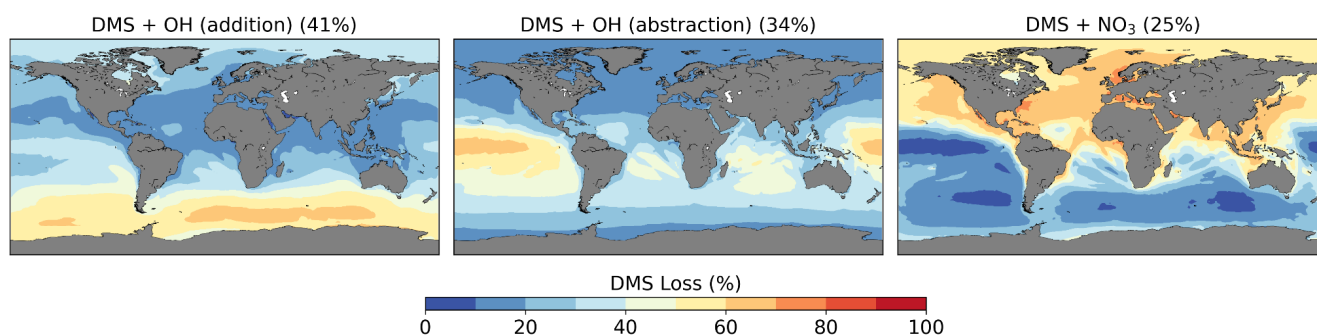 DMS + OH (addition) (41%)
DMS + OH (abstraction) (34%)
DMS + NO₃ (25%)
DMS Loss (%)
0 20 40 60 80 100